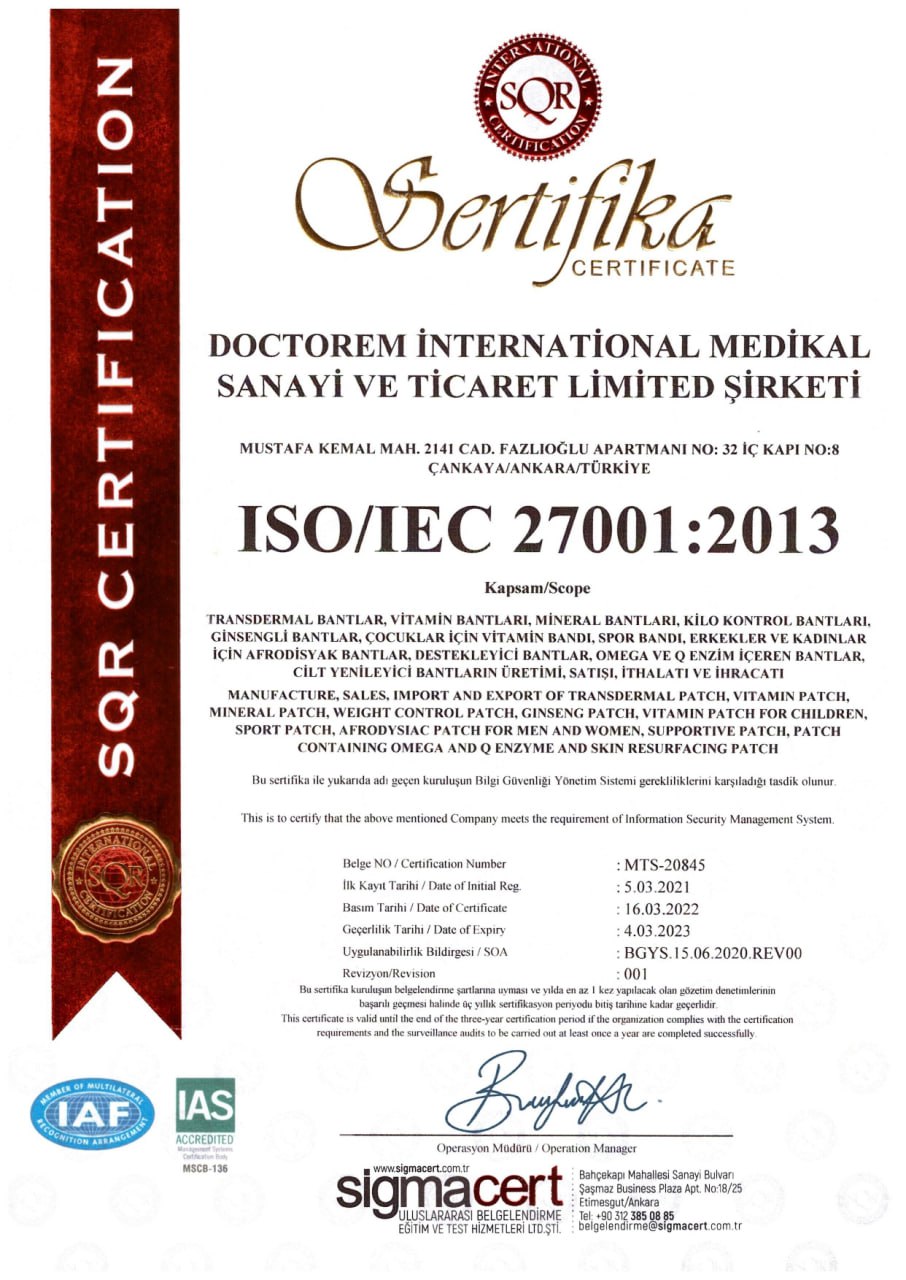 SQR CERTIFICATION
INTERNATIONAL
SQR
CERTIFICATION
Sertifika
CERTIFICATE
DOCTOREM İNTERNATİONAL MEDİKAL
SANAYİ VE TİCARET LİMİTED ŞİRKETİ
MUSTAFA KEMAL MAH. 2141 CAD. FAZLIOĞLU APARTMANI NO: 32 İÇ KAPI NO:8
ÇANKAYA/ANKARA/TÜRKİYE
ISO/IEC 27001:2013
Kapsam/Scope
TRANSDERMAL BANTLAR, VİTAMİN BANTLARI, MİNERAL BANTLARI, KİLO KONTROL BANTLARI,
GİNSENGLİ BANTLAR, ÇOCUKLAR İÇİN VİTAMİN BANDI, SPOR BANDI, ERKEKLER VE KADINLAR
İÇİN AFRODİSYAK BANTLAR, DESTEKLEYİCİ BANTLAR, OMEGA VE Q ENZİM İÇEREN BANTLAR,
CİLT YENİLEYİCİ BANTLARIN ÜRETİMİ, SATIŞI, İTHALATI VE İHRACATI
MANUFACTURE, SALES, IMPORT AND EXPORT OF TRANSDERMAL PATCH, VITAMIN PATCH,
MINERAL PATCH, WEIGHT CONTROL PATCH, GINSENG PATCH, VITAMIN PATCH FOR CHILDREN,
SPORT PATCH, AFRODYSIAC PATCH FOR MEN AND WOMEN, SUPPORTIVE PATCH, PATCH
CONTAINING OMEGA AND Q ENZYME AND SKIN RESURFACING PATCH
Bu sertifika ile yukarıda adı geçen kuruluşun Bilgi Güvenliği Yönetim Sistemi gerekliliklerini karşıladığı tasdik olunur.
This is to certify that the above mentioned Company meets the requirement of Information Security Management System.
Belge NO / Certification Number : MTS-20845
İlk Kayıt Tarihi / Date of Initial Reg. : 5.03.2021
Basım Tarihi / Date of Certificate : 16.03.2022
Geçerlilik Tarihi / Date of Expiry : 4.03.2023
Uygulanabilirlik Bildirgesi / SOA : BGYS.15.06.2020.REV00
Revizyon/Revision : 001
Bu sertifika kuruluşun belgelendirme şartlarına uyması ve yılda en az 1 kez yapılacak olan gözetim denetimlerinin
başarılı geçmesi halinde üç yıllık sertifikasyon periyodu bitiş tarihine kadar geçerlidir.
This certificate is valid until the end of the three-year certification period if the organization complies with the certification
requirements and the surveillance audits to be carried out at least once a year are completed successfully.
INTERNATIONAL
SQR
CERTIFICATION
MEMBER OF MULTILATERAL
IAF
RECOGNITION ARRANGEMENT
IAS
ACCREDITED
Management Systems
Certification Body
MSCB-136
Operasyon Müdürü / Operation Manager
www.sigmacert.com.tr
sigmacert
ULUSLARARASI BELGELENDİRME
EĞİTİM VE TEST HİZMETLERİ LTD.ŞTİ.
Bahçekapı Mahallesi Sanayi Bulvarı
Şaşmaz Business Plaza Apt. No:18/25
Etimesgut/Ankara
Tel: +90 312 385 08 85
belgelendirme@sigmacert.com.tr